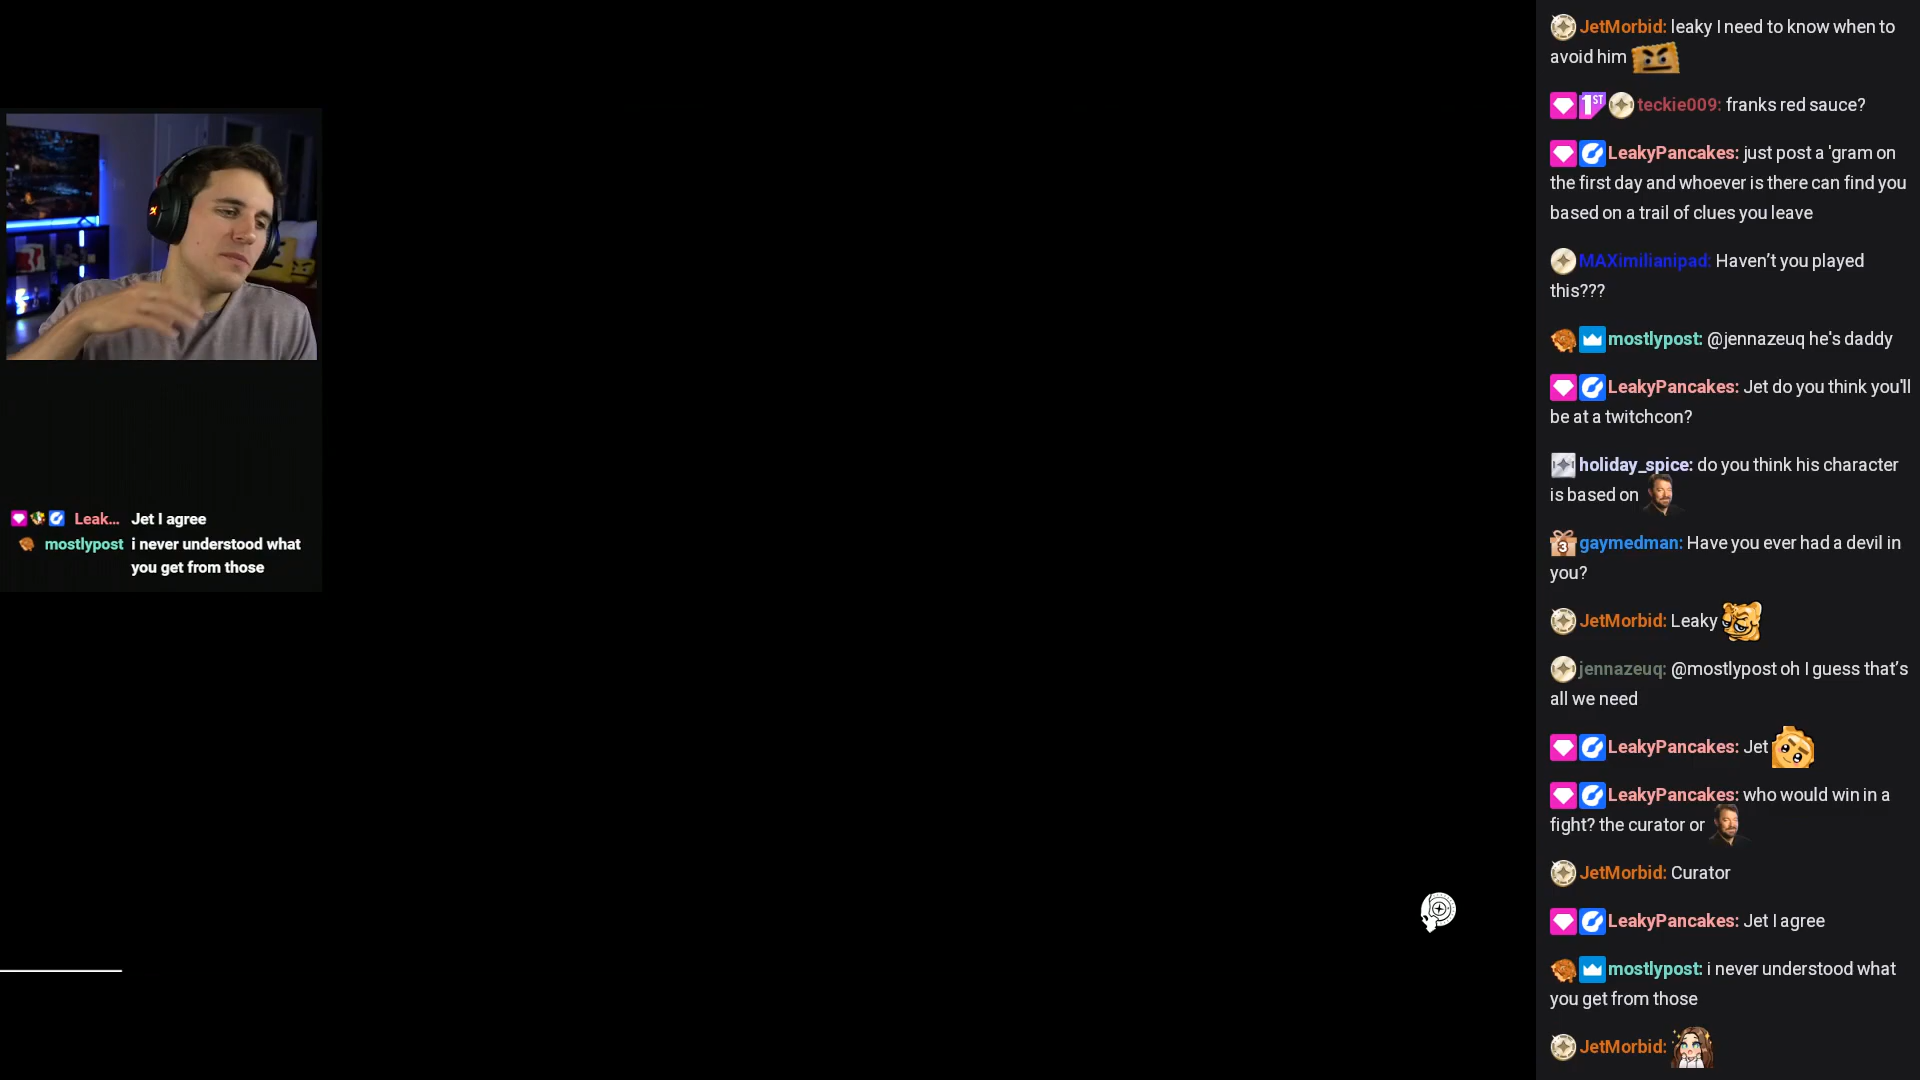 JetMorbid: leaky I need to know when to
avoid him
1ST teckie009: franks red sauce?
LeakyPancakes: just post a 'gram on
the first day and whoever is there can find you
based on a trail of clues you leave
MAXimilianipad: Haven’t you played
this???
mostlypost: @jennazeuq he's daddy
LeakyPancakes: Jet do you think you'll
be at a twitchcon?
holiday_spice: do you think his character
is based on
3 gaymedman: Have you ever had a devil in
you?
JetMorbid: Leaky
jennazeuq: @mostlypost oh I guess that’s
all we need
LeakyPancakes: Jet
LeakyPancakes: who would win in a
fight? the curator or
JetMorbid: Curator
LeakyPancakes: Jet I agree
mostlypost: i never understood what
you get from those
JetMorbid:
Leak... Jet I agree
mostlypost i never understood what
you get from those